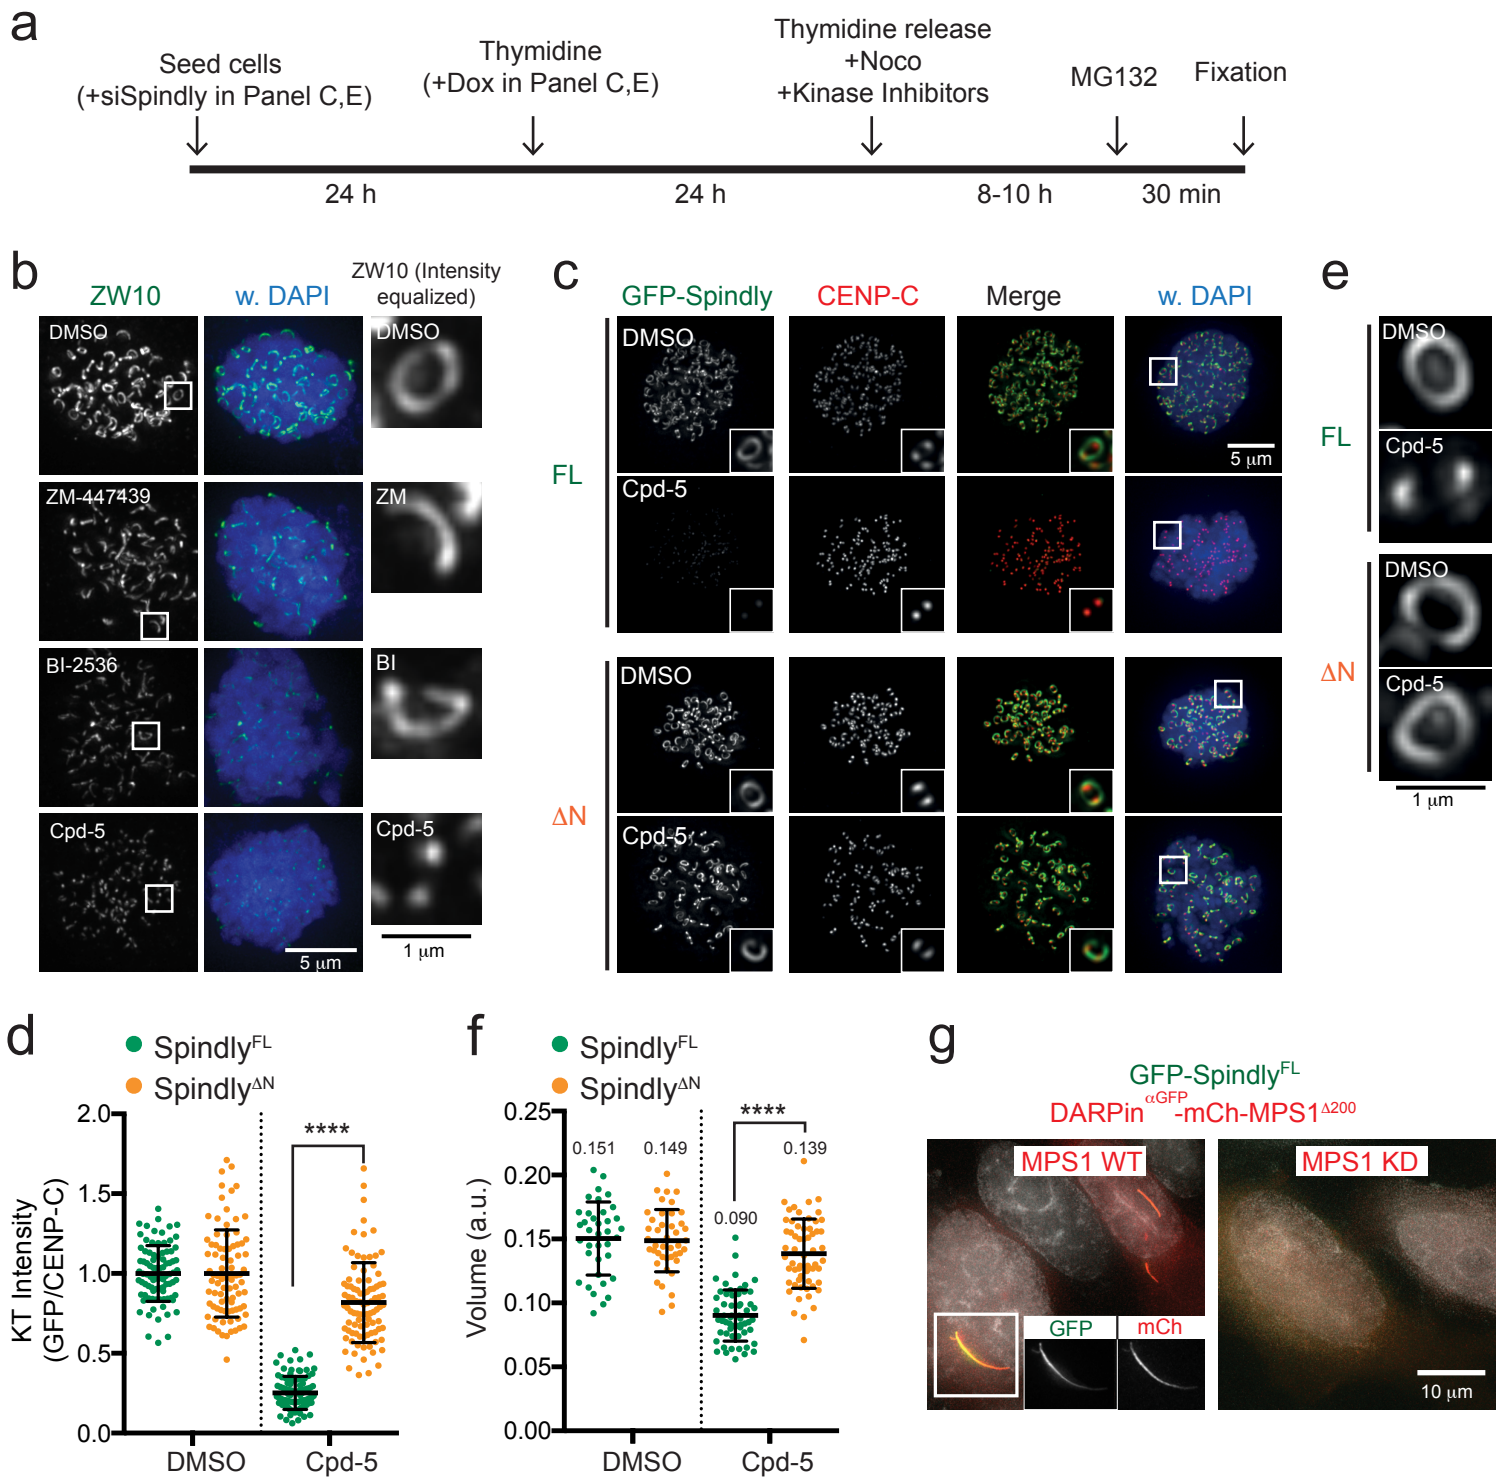 a
Seed cells
(+siSpindly in Panel C,E)
Thymidine
(+Dox in Panel C,E)
Thymidine release
+Noco
+Kinase Inhibitors
MG132
Fixation
24 h
24 h
8-10 h
30 min
b
ZW10
w. DAPI
ZW10 (Intensity
equalized)
DMSO
DMSO
ZM-447439
ZM
BI-2536
BI
Cpd-5
Cpd-5
5 μm
1 μm
c
GFP-Spindly
CENP-C
Merge
w. DAPI
FL
DMSO
5 μm
Cpd-5
ΔN
DMSO
Cpd-5
e
FL
DMSO
Cpd-5
ΔN
DMSO
Cpd-5
1 μm
d
Spindly^FL
Spindly^ΔN
KT Intensity
(GFP/CENP-C)
2.0
1.5
1.0
0.5
0.0
****
DMSO
Cpd-5
f
Spindly^FL
Spindly^ΔN
Volume (a.u.)
0.25
0.20
0.15
0.10
0.05
0.00
0.151
0.149
0.090
0.139
****
DMSO
Cpd-5
g
GFP-Spindly^FL
DARPin^αGFP-mCh-MPS1^Δ200
MPS1 WT
MPS1 KD
GFP
mCh
10 μm